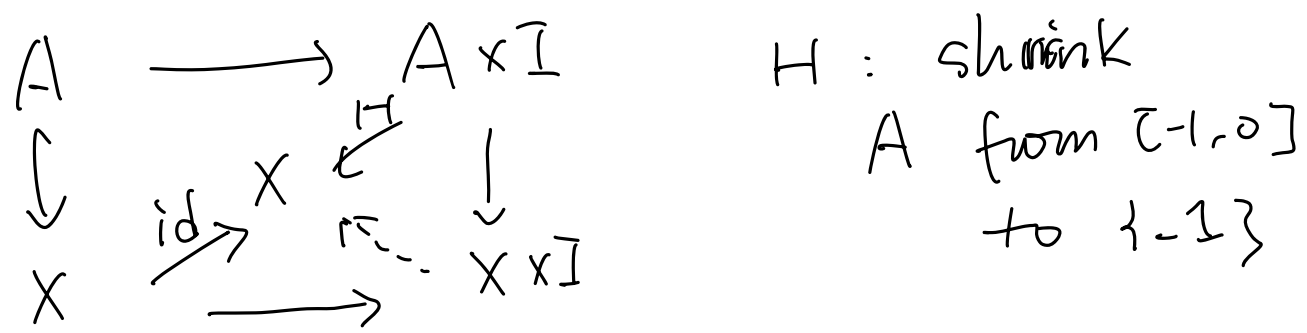 A A × I
H
X
id
X X × I
H : shrink
A from [-1, 0]
to {-1}